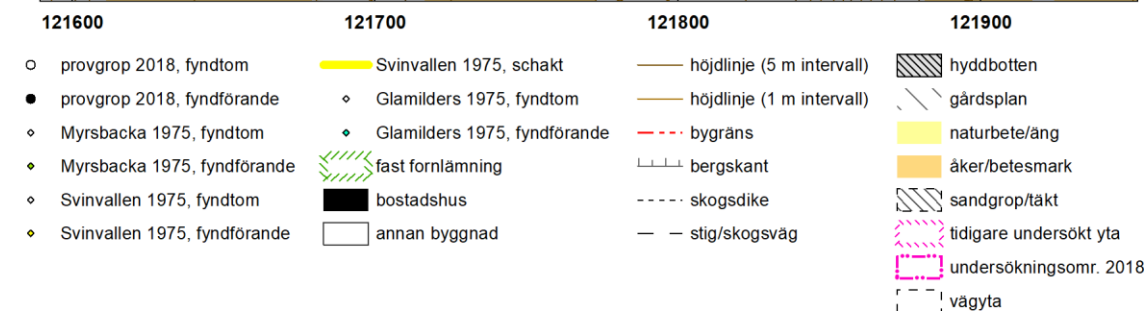 121600 121700 121800 121900
provgrop 2018, fyndtom
provgrop 2018, fyndförande
Myrsbacka 1975, fyndtom
Myrsbacka 1975, fyndförande
Svinvallen 1975, fyndtom
Svinvallen 1975, fyndförande
Svinvallen 1975, schakt
Glamilders 1975, fyndtom
Glamilders 1975, fyndförande
fast fornlämning
bostadshus
annan byggnad
höjdlinje (5 m intervall)
höjdlinje (1 m intervall)
bygräns
bergskant
skogsdike
stig/skogsväg
hyddbotten
gårdsplan
naturbete/äng
åker/betesmark
sandgrop/täkt
tidigare undersökt yta
undersökningsomr. 2018
vägyta